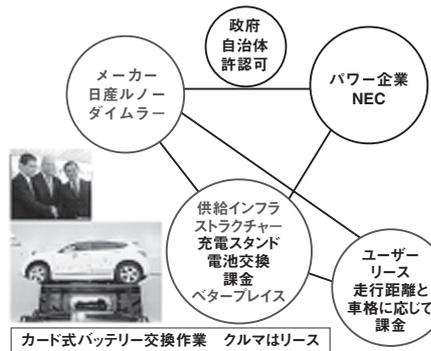 政府
自治体
許認可
メーカー
日産ルノー
ダイムラー
パワー企業
NEC
供給インフラ
ストラクチャー
充電スタンド
電池交換
課金
ベタープレイス
ユーザー
リース
走行距離と
車格に応じて
課金
カード式バッテリー交換作業　クルマはリース